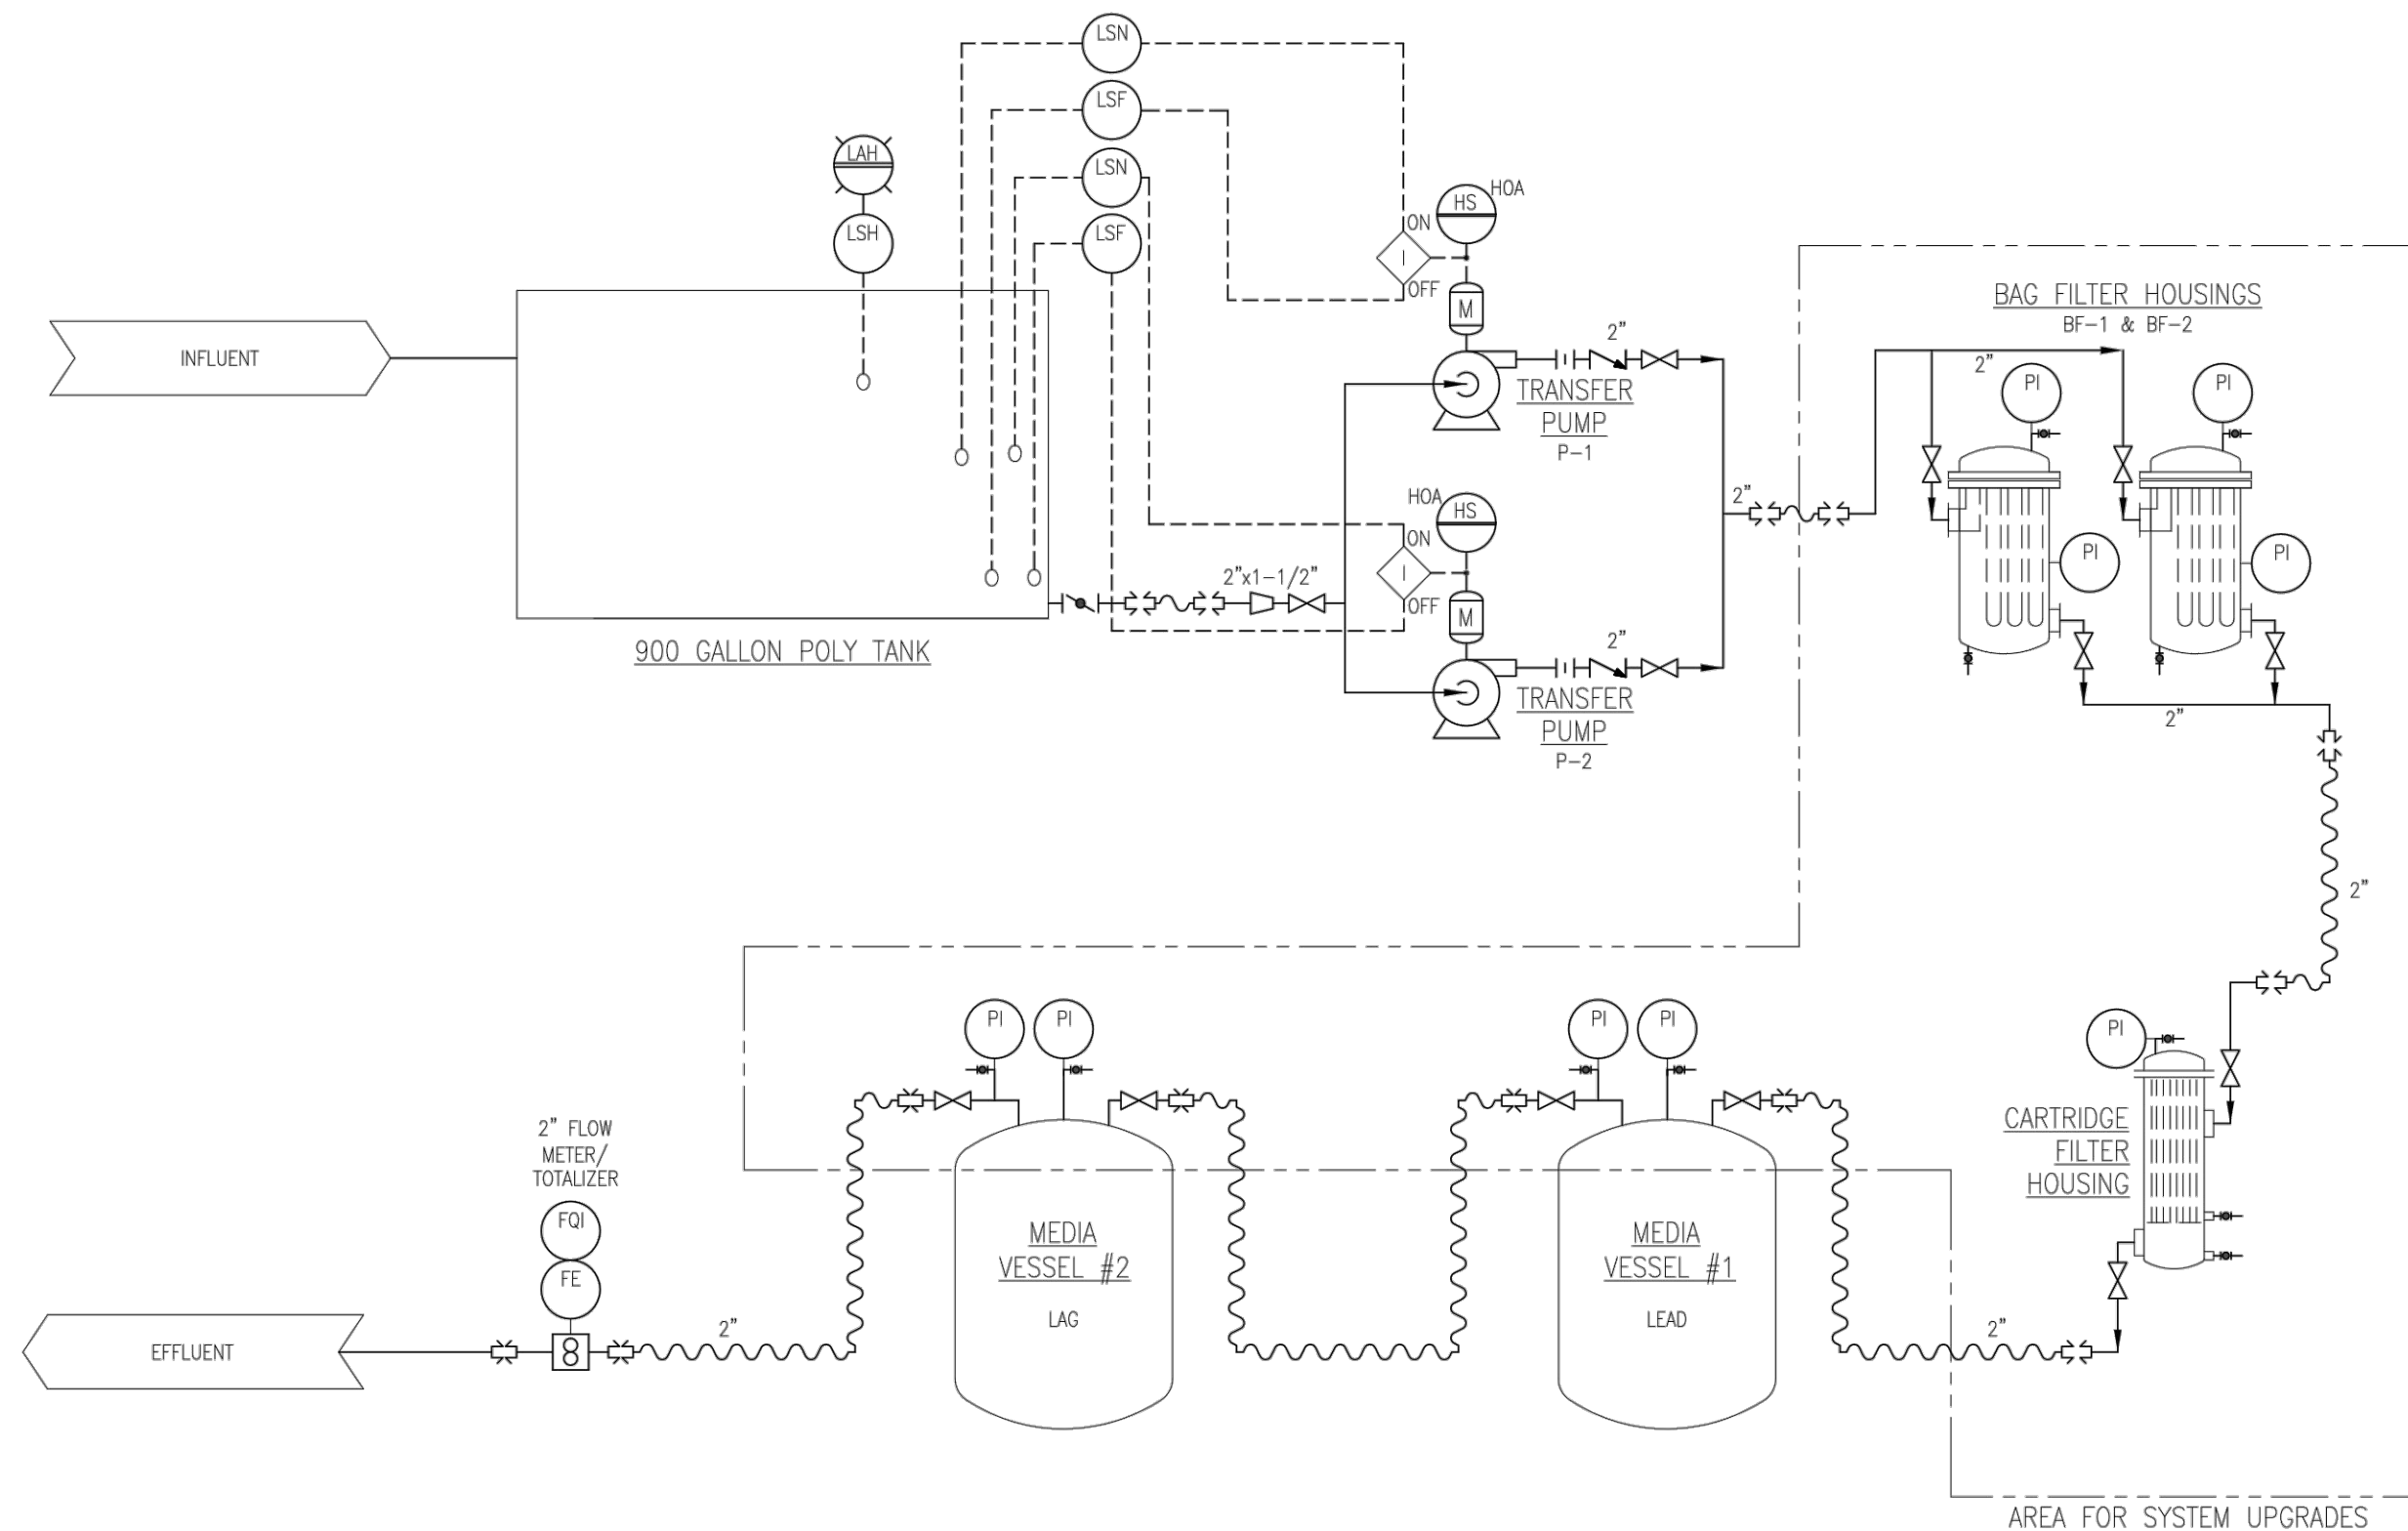 LSN
LSF
LAH
LSN
LSH
LSF
HS
HOA
ON
I
OFF
M
INFLUENT
2"
TRANSFER
PUMP
P-1
BAG FILTER HOUSINGS
BF-1 & BF-2
2"
PI
PI
PI
PI
HOA
HS
ON
I
OFF
M
2"
2"x1-1/2"
900 GALLON POLY TANK
2"
TRANSFER
PUMP
P-2
2"
2"
PI
PI
PI
PI
PI
CARTRIDGE
FILTER
HOUSING
2" FLOW
METER/
TOTALIZER
FQI
FE
8
MEDIA
VESSEL #2
LAG
MEDIA
VESSEL #1
LEAD
2"
2"
EFFLUENT
AREA FOR SYSTEM UPGRADES